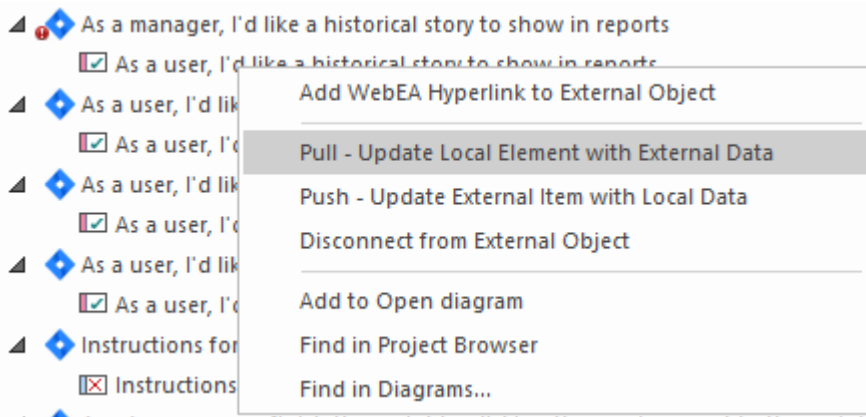 As a manager, I'd like a historical story to show in reports
As a user, I'd like a historical story to show in reports
As a user, I'd lik
As a user, I'd
As a user, I'd lik
As a user, I'd
As a user, I'd lik
As a user, I'd
Instructions for
Instructions
Add WebEA Hyperlink to External Object
Pull - Update Local Element with External Data
Push - Update External Item with Local Data
Disconnect from External Object
Add to Open diagram
Find in Project Browser
Find in Diagrams...